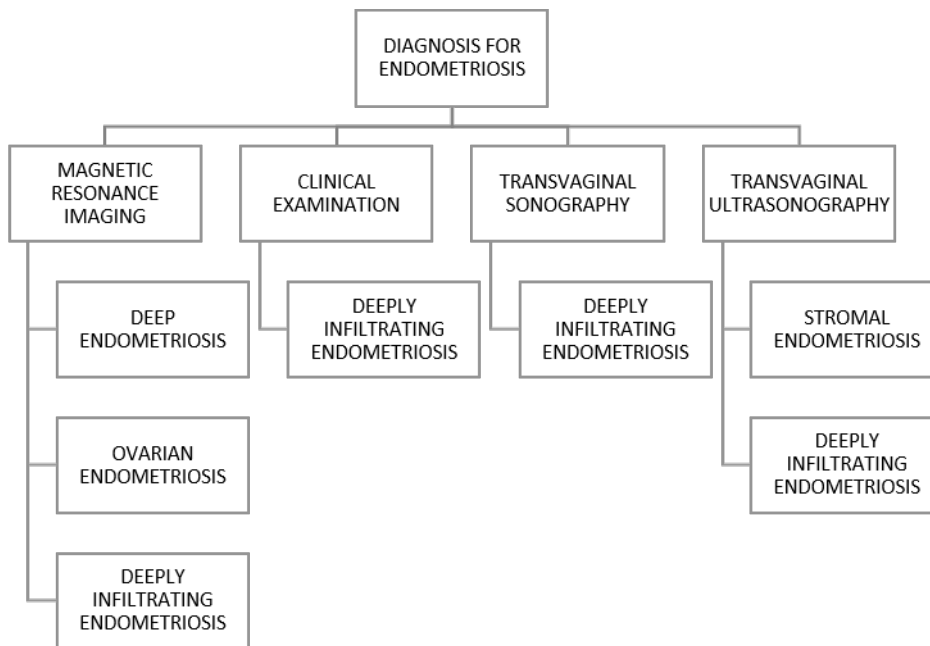 DIAGNOSIS FOR
ENDOMETRIOSIS
MAGNETIC
RESONANCE
IMAGING
DEEP
ENDOMETRIOSIS
OVARIAN
ENDOMETRIOSIS
DEEPLY
INFILTRATING
ENDOMETRIOSIS
CLINICAL
EXAMINATION
DEEPLY
INFILTRATING
ENDOMETRIOSIS
TRANSVAGINAL
SONOGRAPHY
DEEPLY
INFILTRATING
ENDOMETRIOSIS
TRANSVAGINAL
ULTRASONOGRAPHY
STROMAL
ENDOMETRIOSIS
DEEPLY
INFILTRATING
ENDOMETRIOSIS